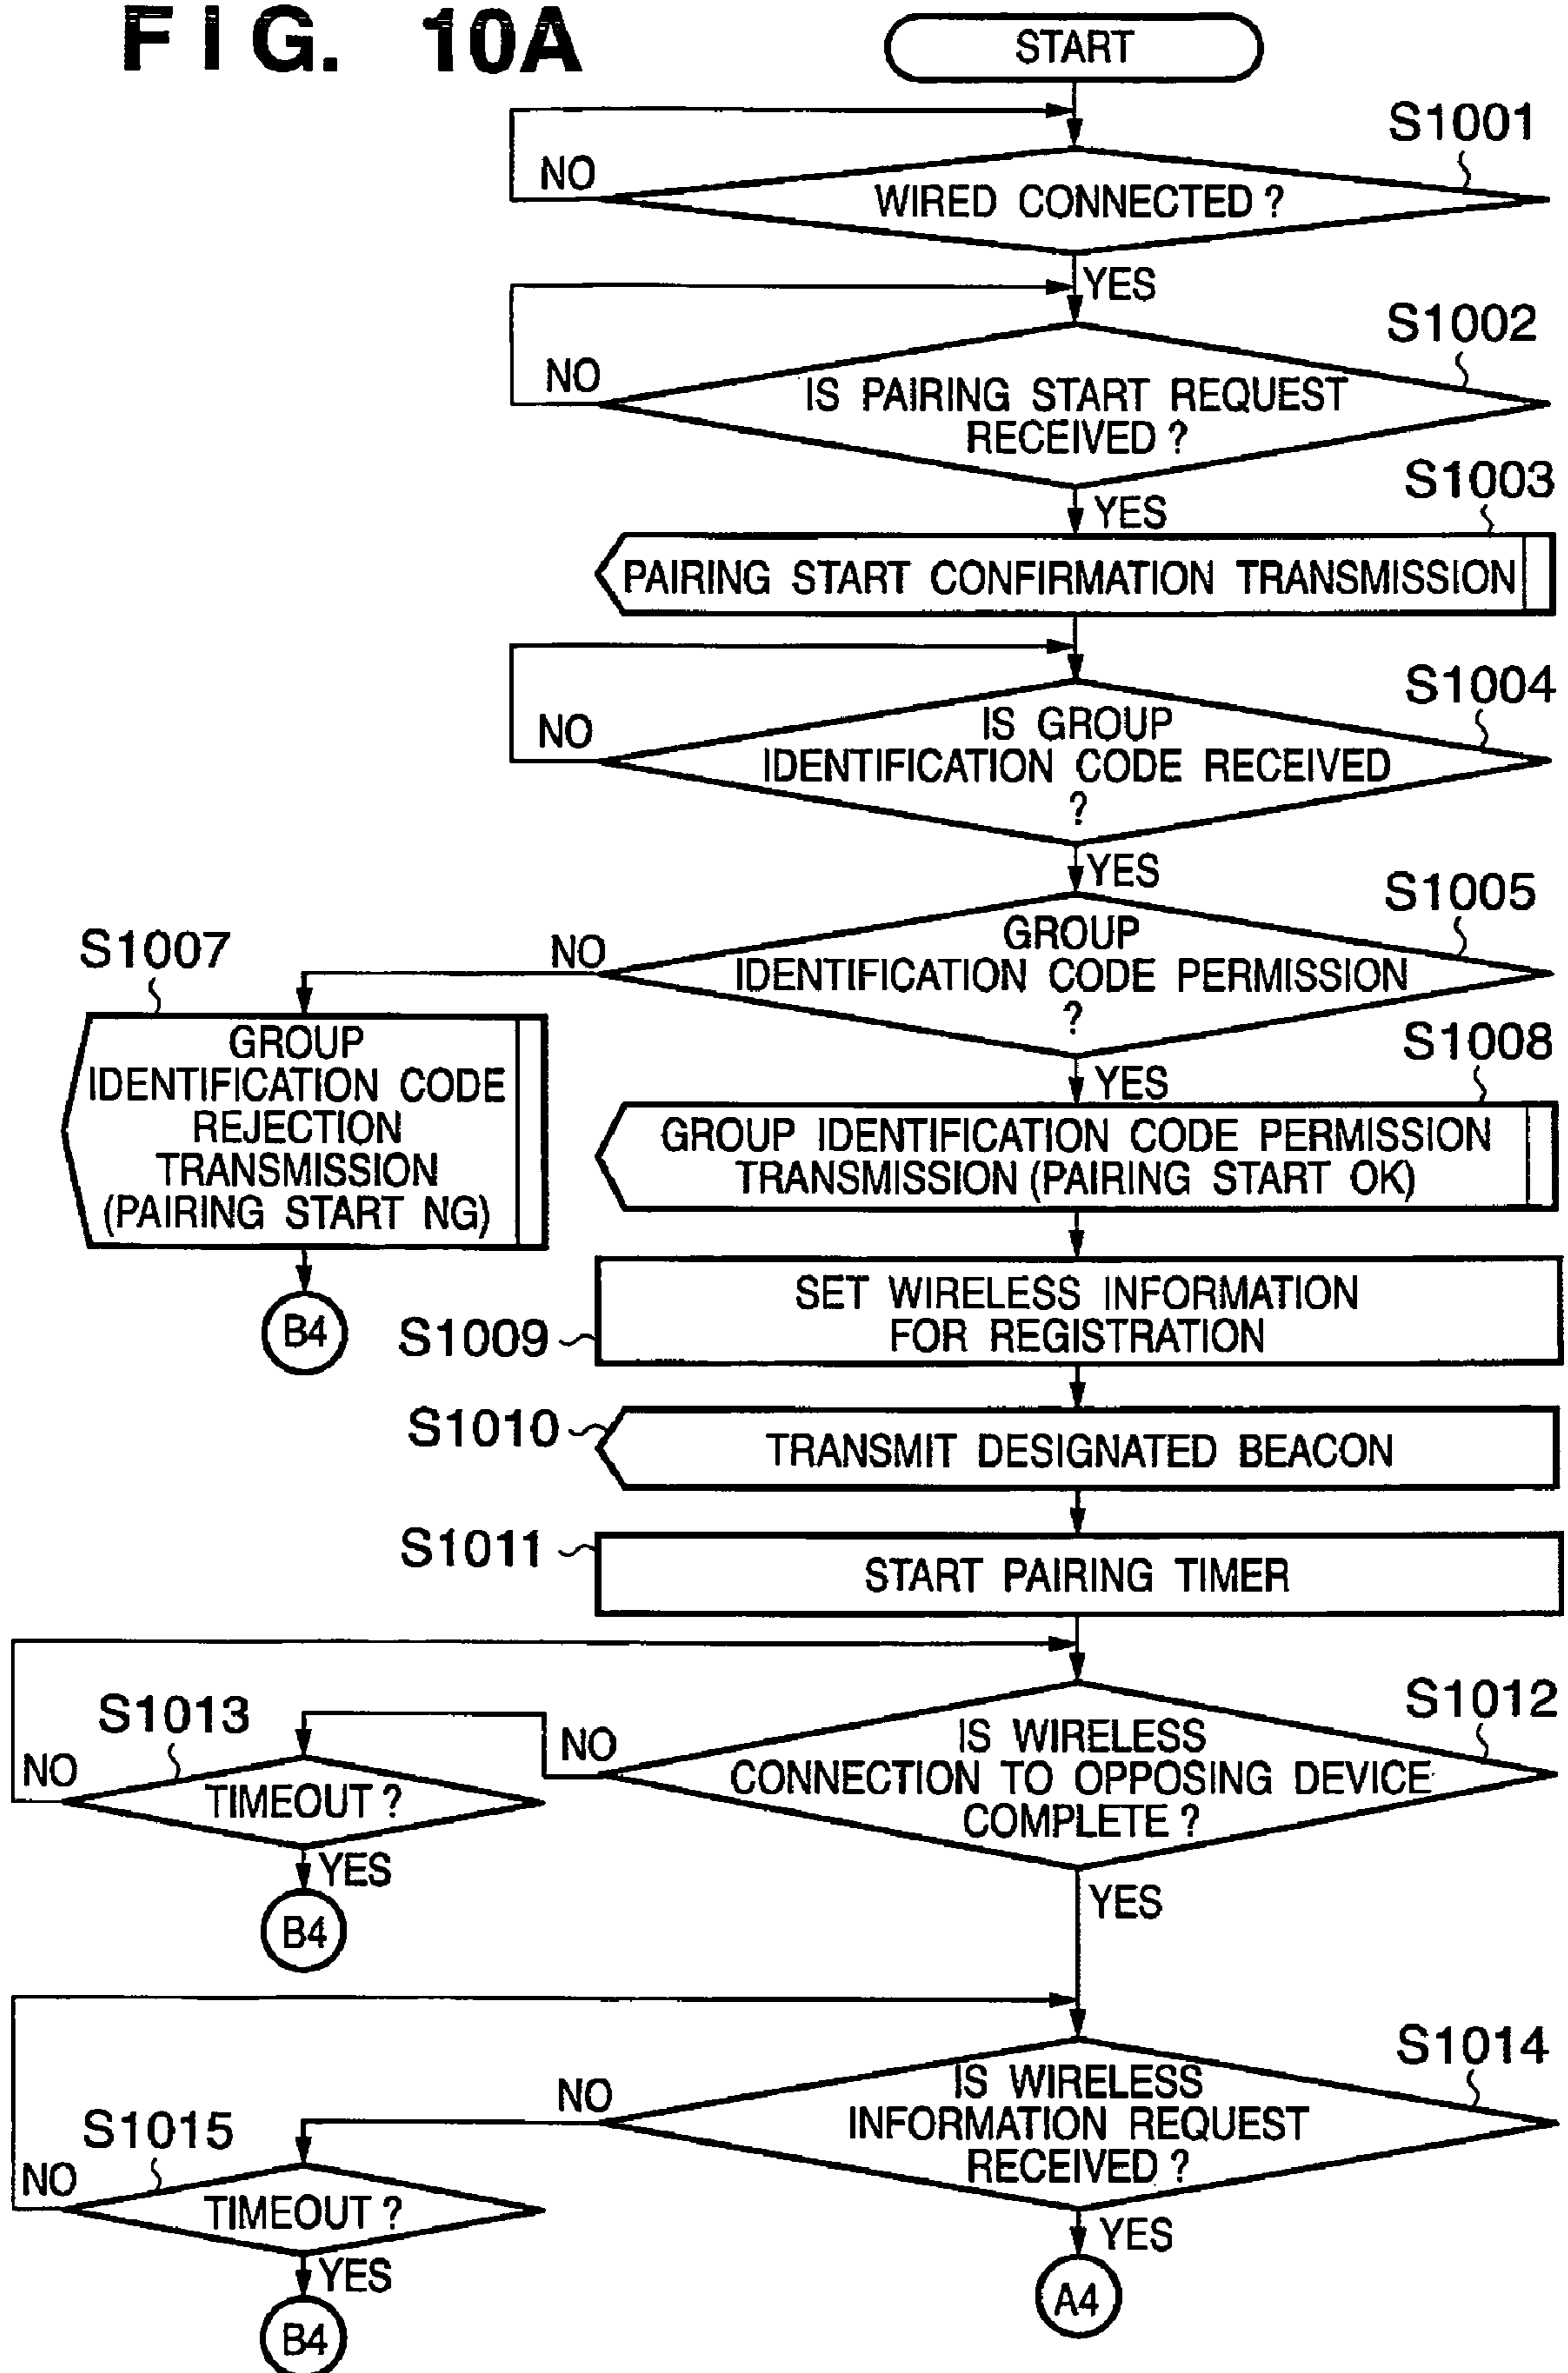 FIG. 10A
START
S1001
NO
WIRED CONNECTED ?
YES
S1002
NO
IS PAIRING START REQUEST
RECEIVED ?
S1003
YES
PAIRING START CONFIRMATION TRANSMISSION
S1004
NO
IS GROUP
IDENTIFICATION CODE RECEIVED
?
YES
S1005
S1007
NO
GROUP
IDENTIFICATION CODE PERMISSION
?
S1008
GROUP
IDENTIFICATION CODE
REJECTION
TRANSMISSION
(PAIRING START NG)
YES
GROUP IDENTIFICATION CODE PERMISSION
TRANSMISSION (PAIRING START OK)
B4
S1009
SET WIRELESS INFORMATION
FOR REGISTRATION
S1010
TRANSMIT DESIGNATED BEACON
S1011
START PAIRING TIMER
S1012
S1013
NO
IS WIRELESS
CONNECTION TO OPPOSING DEVICE
COMPLETE ?
NO
TIMEOUT ?
YES
B4
YES
S1014
NO
IS WIRELESS
INFORMATION REQUEST
RECEIVED ?
S1015
NO
TIMEOUT ?
YES
B4
YES
A4